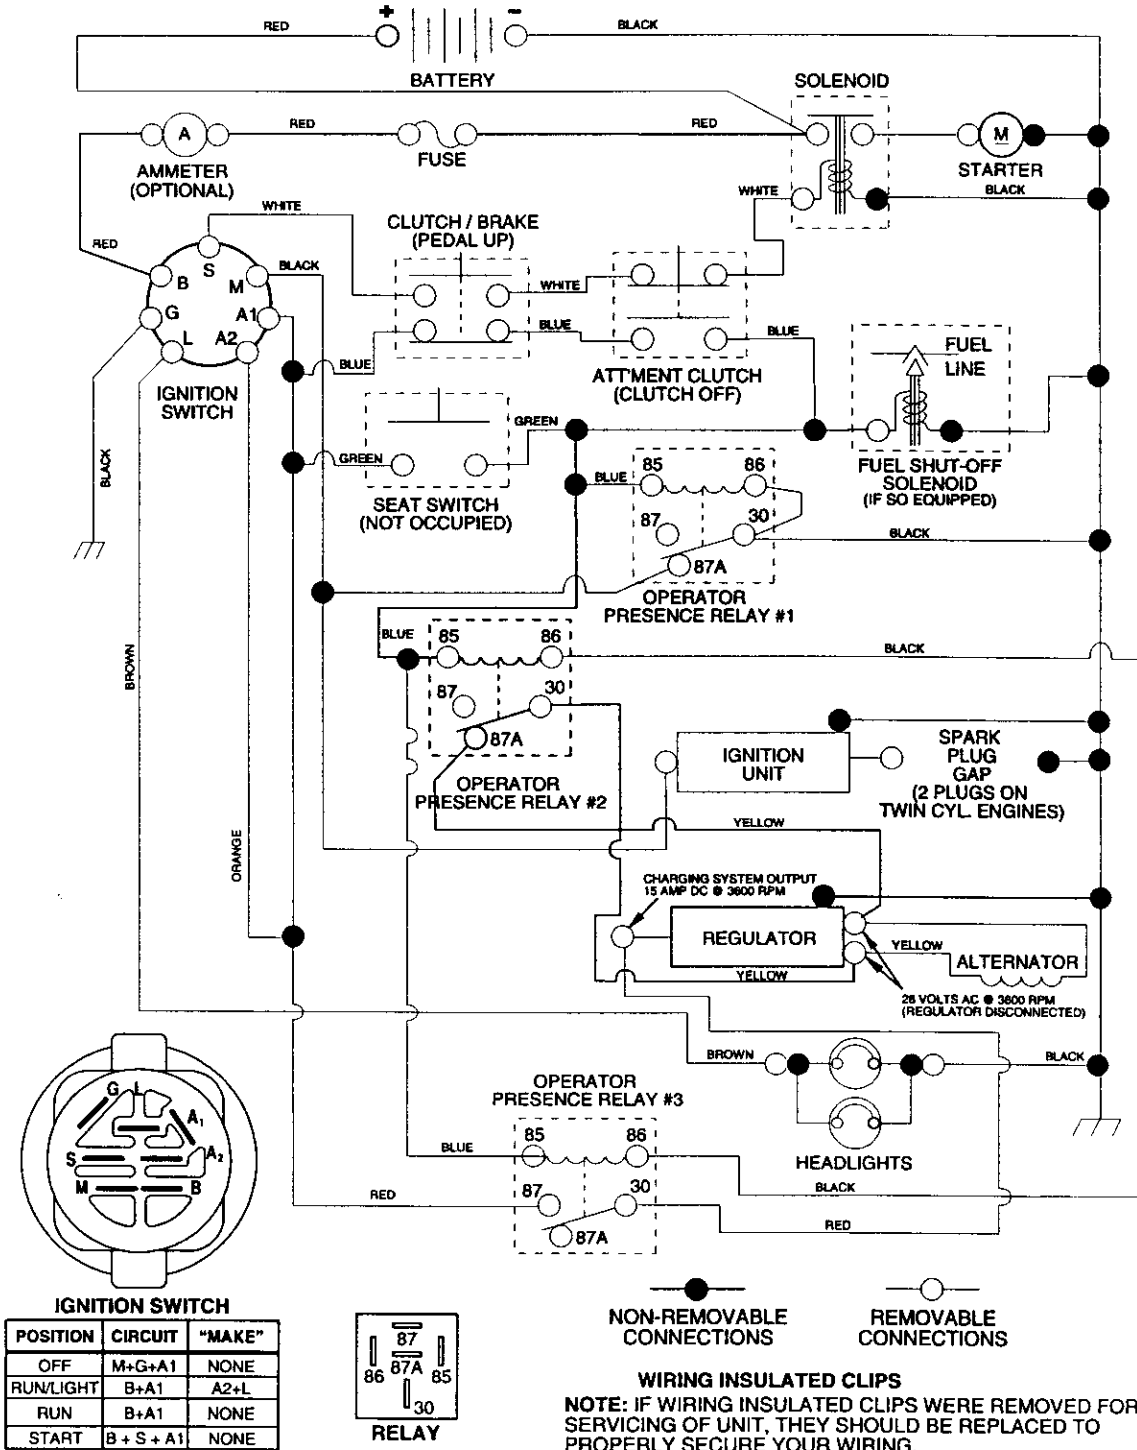 + -
RED
BLACK
BATTERY
SOLENOID
A
RED
RED
M
FUSE
AMMETER
(OPTIONAL)
STARTER
WHITE
BLACK
WHITE
CLUTCH / BRAKE
(PEDAL UP)
RED
S
B
M
BLACK
WHITE
G
A1
L
A2
BLUE
BLUE
BLUE
FUEL
LINE
IGNITION
SWITCH
ATT'MENT CLUTCH
(CLUTCH OFF)
GREEN
GREEN
BLACK
SEAT SWITCH
(NOT OCCUPIED)
BLUE
85
86
87
30
87A
FUEL SHUT-OFF
SOLENOID
(IF SO EQUIPPED)
BLACK
OPERATOR
PRESENCE RELAY #1
BLUE
85
86
BLACK
BROWN
87
30
87A
IGNITION
UNIT
SPARK
PLUG
GAP
(2 PLUGS ON
TWIN CYL. ENGINES)
OPERATOR
PRESENCE RELAY #2
YELLOW
ORANGE
CHARGING SYSTEM OUTPUT
15 AMP DC @ 3600 RPM
REGULATOR
YELLOW
ALTERNATOR
YELLOW
28 VOLTS AC @ 3600 RPM
(REGULATOR DISCONNECTED)
BROWN
BLACK
OPERATOR
PRESENCE RELAY #3
HEADLIGHTS
BLUE
85
86
BLACK
RED
87
30
87A
RED
G L
A1
S
A2
M
B
IGNITION SWITCH
POSITION CIRCUIT "MAKE"
OFF M+G+A1 NONE
RUN/LIGHT B+A1 A2+L
RUN B+A1 NONE
START B + S + A1 NONE
87
87A
86
85
30
RELAY
NON-REMOVABLE
CONNECTIONS
REMOVABLE
CONNECTIONS
WIRING INSULATED CLIPS
NOTE: IF WIRING INSULATED CLIPS WERE REMOVED FOR
SERVICING OF UNIT, THEY SHOULD BE REPLACED TO
PROPERLY SECURE YOUR WIRING